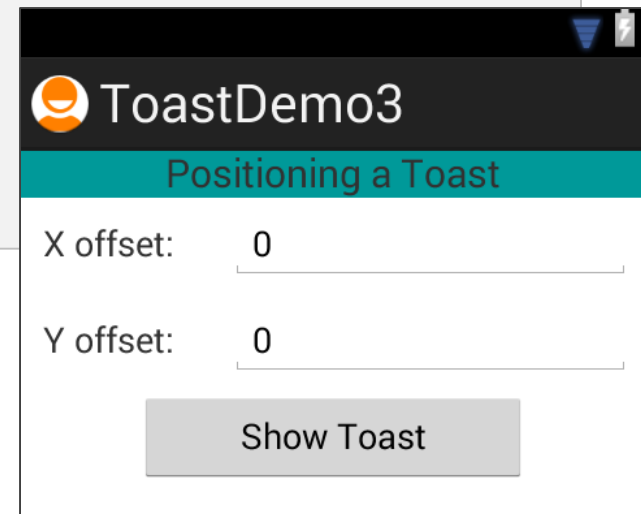 ToastDemo3
Positioning a Toast
X offset: 0
Y offset: 0
Show Toast